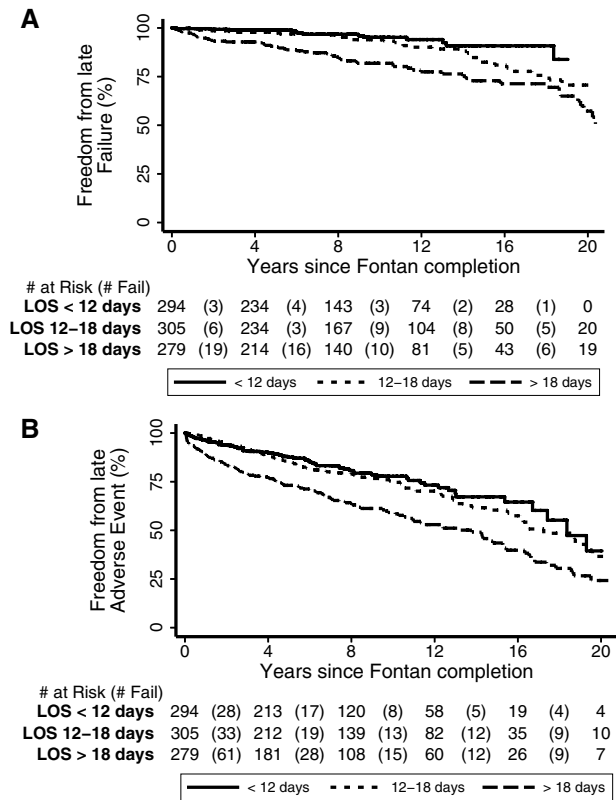 A
Freedom from late
Failure (%)
100
75
50
25
0
0 4 8 12 16 20
Years since Fontan completion
# at Risk (# Fail)
LOS < 12 days 294 (3) 234 (4) 143 (3) 74 (2) 28 (1) 0
LOS 12–18 days 305 (6) 234 (3) 167 (9) 104 (8) 50 (5) 20
LOS > 18 days 279 (19) 214 (16) 140 (10) 81 (5) 43 (6) 19
< 12 days 12–18 days > 18 days
B
Freedom from late
Adverse Event (%)
100
75
50
25
0
0 4 8 12 16 20
Years since Fontan completion
# at Risk (# Fail)
LOS < 12 days 294 (28) 213 (17) 120 (8) 58 (5) 19 (4) 4
LOS 12–18 days 305 (33) 212 (19) 139 (13) 82 (12) 35 (9) 10
LOS > 18 days 279 (61) 181 (28) 108 (15) 60 (12) 26 (9) 7
< 12 days 12–18 days > 18 days